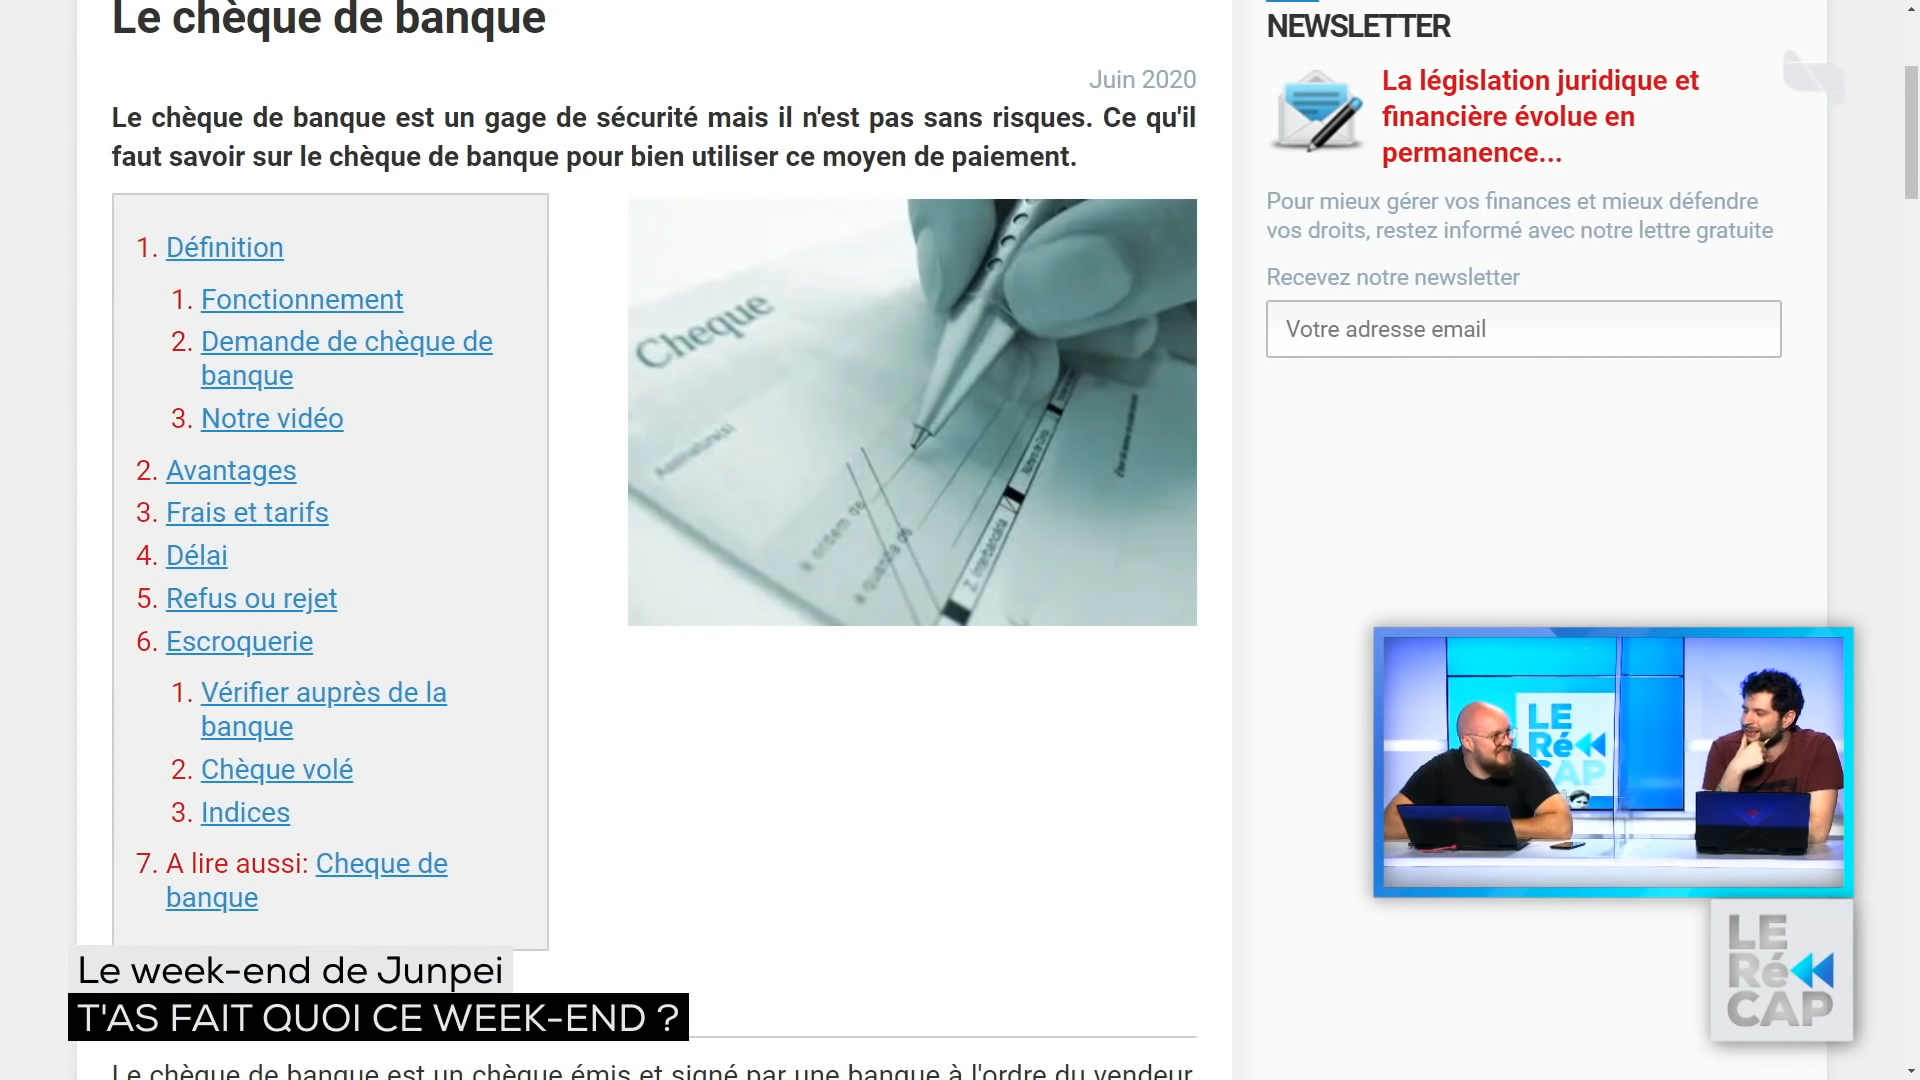 Le chèque de banque
Juin 2020
Le chèque de banque est un gage de sécurité mais il n'est pas sans risques. Ce qu'il
faut savoir sur le chèque de banque pour bien utiliser ce moyen de paiement.
1. Définition
1. Fonctionnement
2. Demande de chèque de
banque
3. Notre vidéo
2. Avantages
3. Frais et tarifs
4. Délai
5. Refus ou rejet
6. Escroquerie
1. Vérifier auprès de la
banque
2. Chèque volé
3. Indices
7. A lire aussi: Cheque de
banque
Cheque
Le chèque de banque est un chèque émis et signé par une banque à l'ordre du vendeur.
NEWSLETTER
La législation juridique et
financière évolue en
permanence...
Pour mieux gérer vos finances et mieux défendre
vos droits, restez informé avec notre lettre gratuite
Recevez notre newsletter
Votre adresse email
LE
Ré
CAP
LE
Ré
CAP
Le week-end de Junpei
T'AS FAIT QUOI CE WEEK-END ?